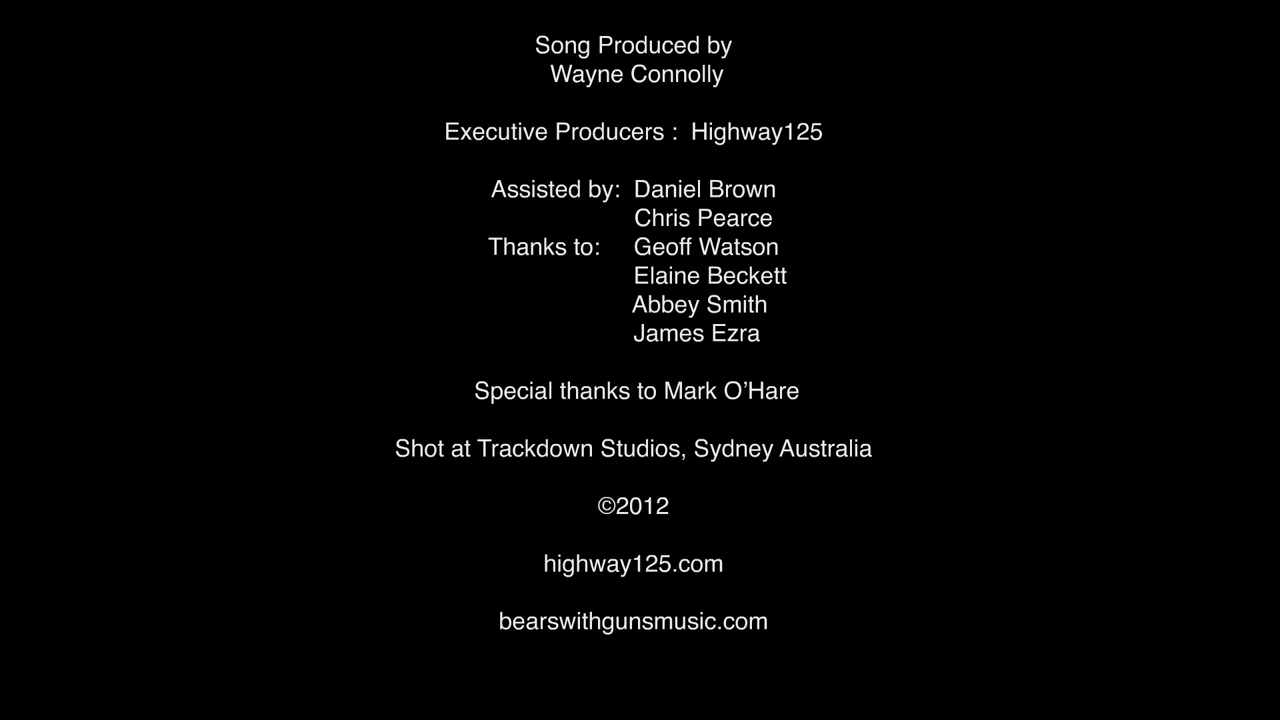 Song Produced by
Wayne Connolly
Executive Producers :  Highway125
Assisted by:  Daniel Brown
Chris Pearce
Thanks to:  Geoff Watson
Elaine Beckett
Abbey Smith
James Ezra
Special thanks to Mark O’Hare
Shot at Trackdown Studios, Sydney Australia
©2012
highway125.com
bearswithgunsmusic.com